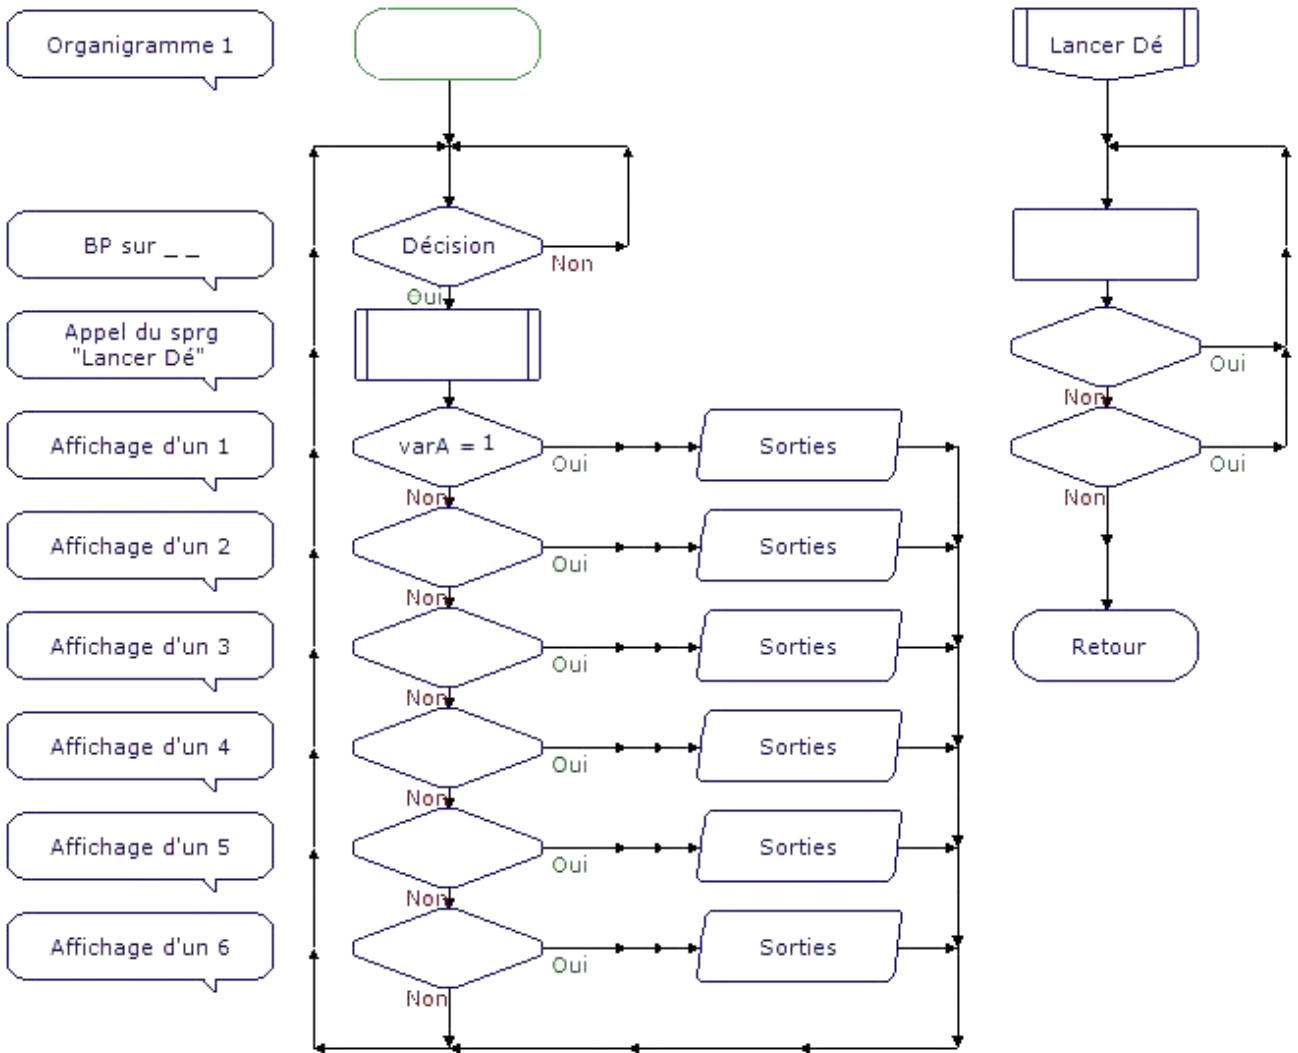 Organigramme 1
Lancer Dé
BP sur _ _
Décision
Non
Oui
Appel du sprg
"Lancer Dé"
Oui
Non
Affichage d'un 1
varA = 1
Oui
Sorties
Oui
Non
Non
Affichage d'un 2
Oui
Sorties
Non
Affichage d'un 3
Oui
Sorties
Retour
Non
Affichage d'un 4
Oui
Sorties
Non
Affichage d'un 5
Oui
Sorties
Non
Affichage d'un 6
Oui
Sorties
Non